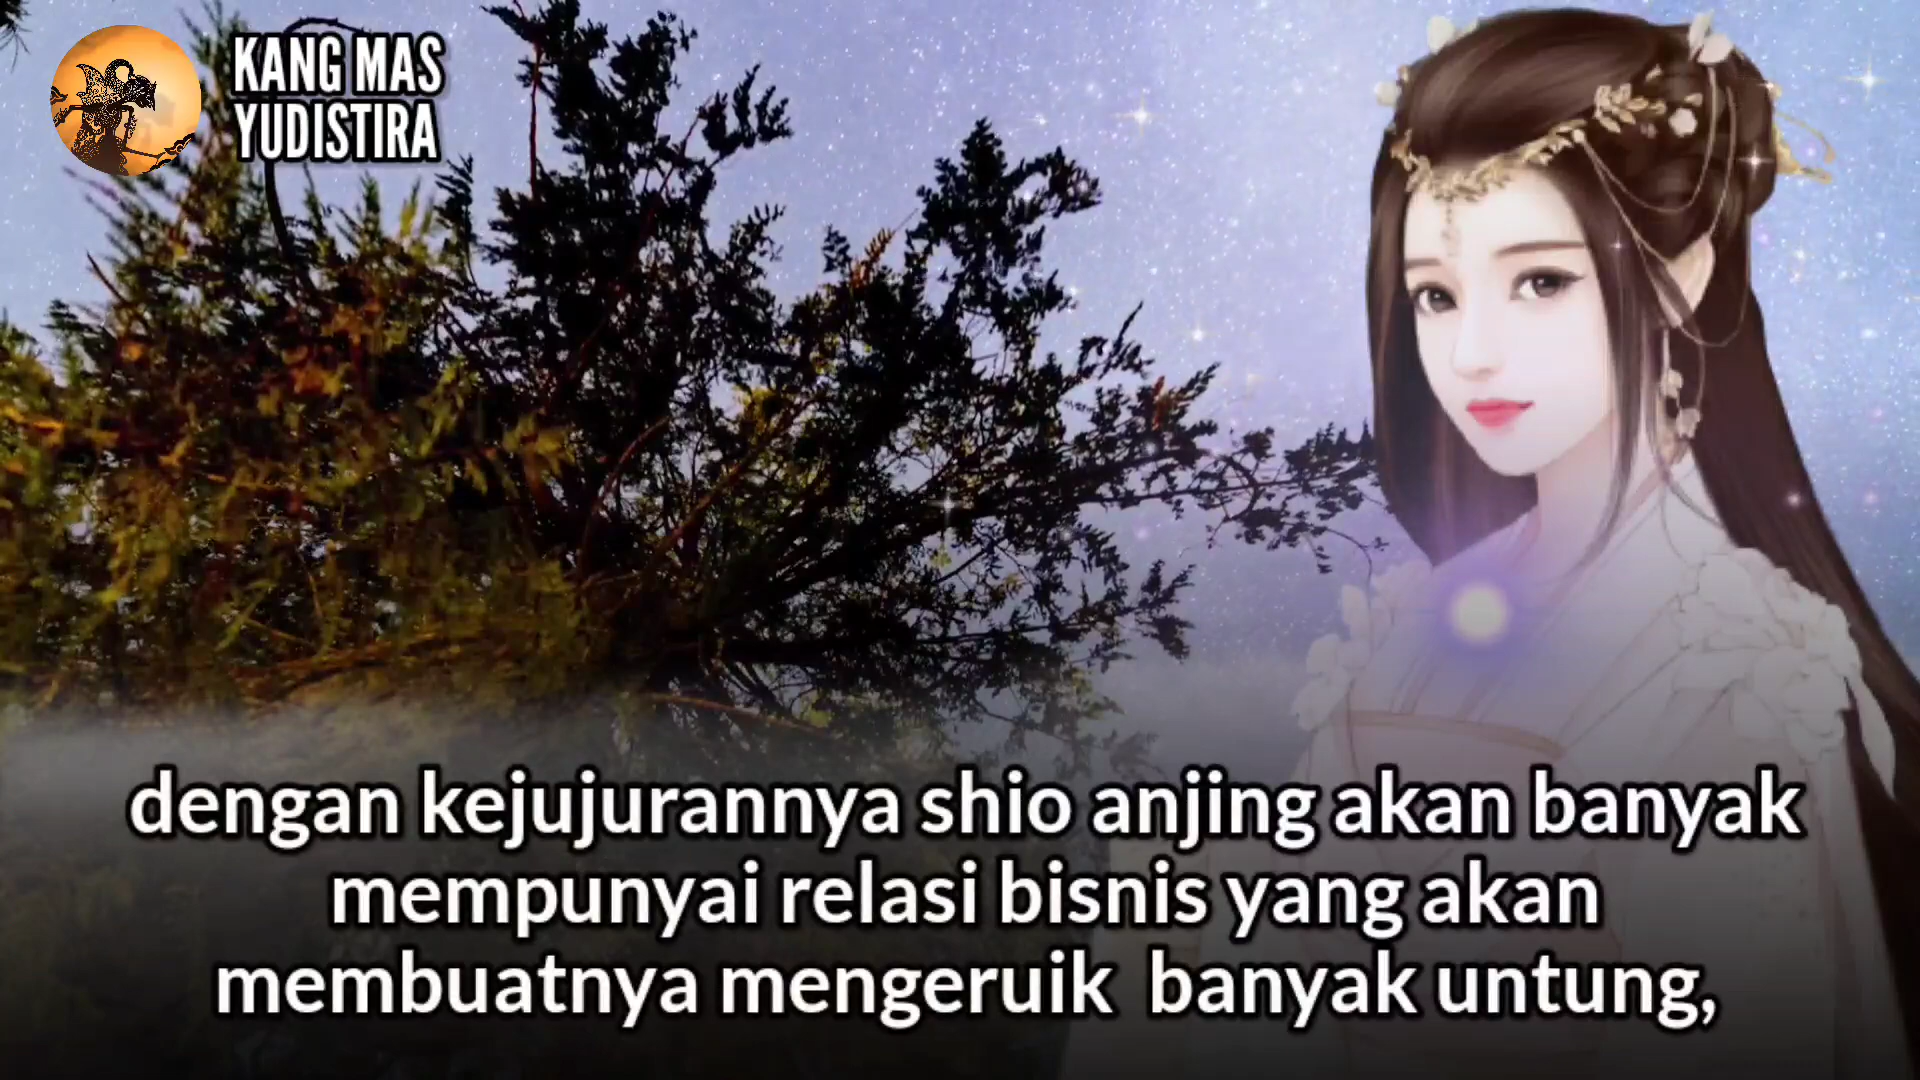 KANG MAS
YUDISTIRA
dengan kejujurannya shio anjing akan banyak
mempunyai relasi bisnis yang akan
membuatnya mengeruik  banyak untung,